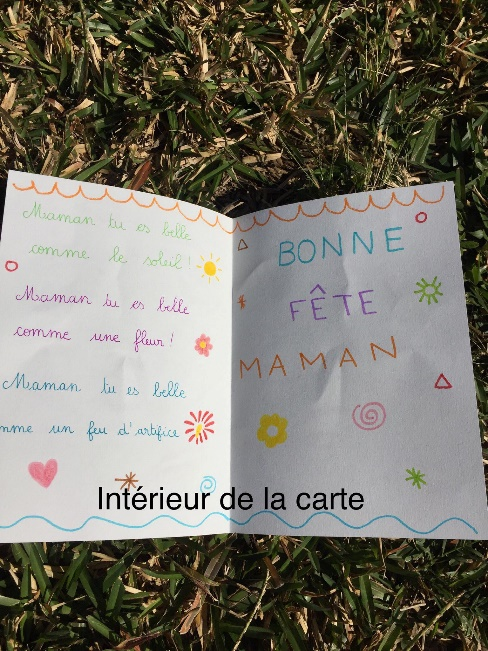 Maman tu es belle
comme le soleil !
Maman tu es belle
comme une fleur !
Maman tu es belle
mme un feu d'artifice
BONNE
FÊTE
MAMAN
Intérieur de la carte